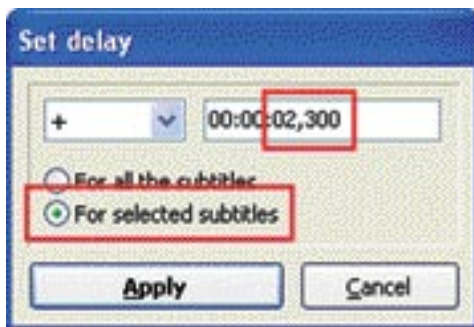 Set delay
+ 00:00:02,300
For all the subtitles
For selected subtitles
Apply Cancel